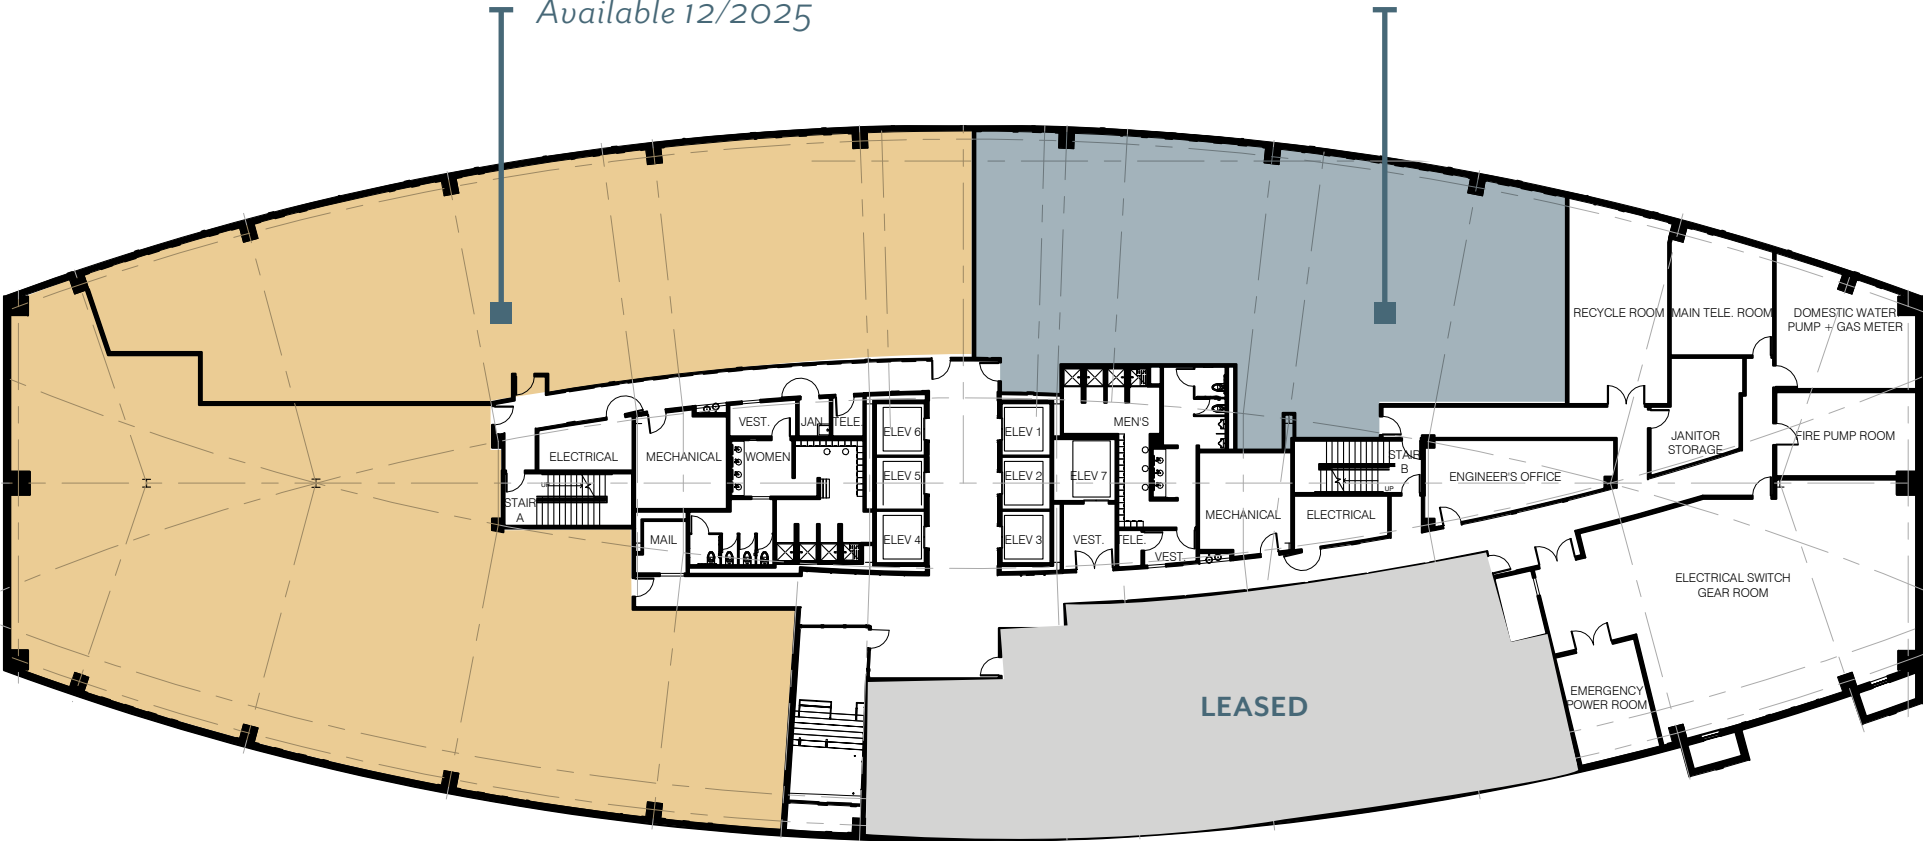 Available 12/2025
RECYCLE ROOM
MAIN TELE. ROOM
DOMESTIC WATER
PUMP + GAS METER
ELEV 6
ELEV 1
MEN'S
VEST.
JAN.
TELE.
ELECTRICAL
MECHANICAL
WOMEN
ELEV 5
ELEV 2
ELEV 7
STAIR
B
UP
ENGINEER'S OFFICE
JANITOR
STORAGE
FIRE PUMP ROOM
UP
STAIR
A
MAIL
ELEV 4
ELEV 3
VEST.
TELE.
VEST.
MECHANICAL
ELECTRICAL
ELECTRICAL SWITCH
GEAR ROOM
EMERGENCY
POWER ROOM
LEASED